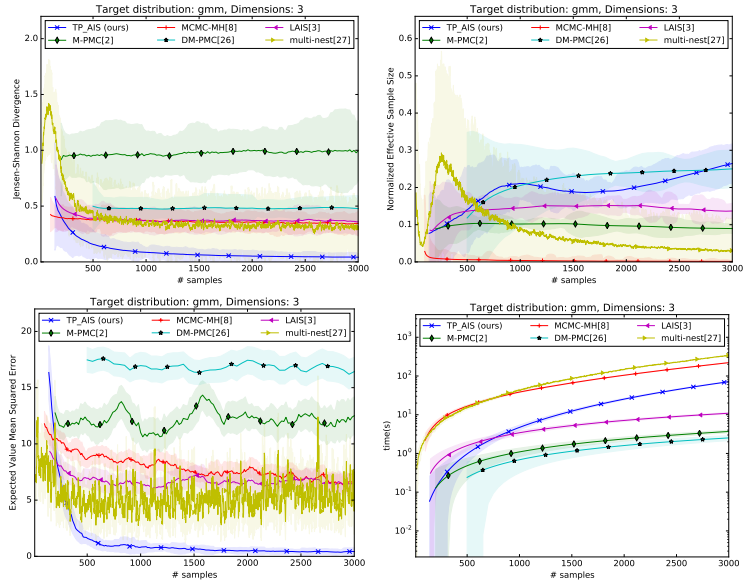 Target distribution: gmm, Dimensions: 3
TP_AIS (ours) MCMC-MH[8] LAIS[3]
M-PMC[2] DM-PMC[26] multi-nest[27]
Jensen-Shannon Divergence
0.0 0.5 1.0 1.5 2.0
500 1000 1500 2000 2500 3000
# samples
Target distribution: gmm, Dimensions: 3
TP_AIS (ours) MCMC-MH[8] LAIS[3]
M-PMC[2] DM-PMC[26] multi-nest[27]
Normalized Effective Sample Size
0.0 0.1 0.2 0.3 0.4 0.5 0.6
500 1000 1500 2000 2500 3000
# samples
Target distribution: gmm, Dimensions: 3
TP_AIS (ours) MCMC-MH[8] LAIS[3]
M-PMC[2] DM-PMC[26] multi-nest[27]
Expected Value Mean Squared Error
0 5 10 15 20
500 1000 1500 2000 2500 3000
# samples
Target distribution: gmm, Dimensions: 3
TP_AIS (ours) MCMC-MH[8] LAIS[3]
M-PMC[2] DM-PMC[26] multi-nest[27]
time(s)
10^-2 10^-1 10^0 10^1 10^2 10^3
500 1000 1500 2000 2500 3000
# samples